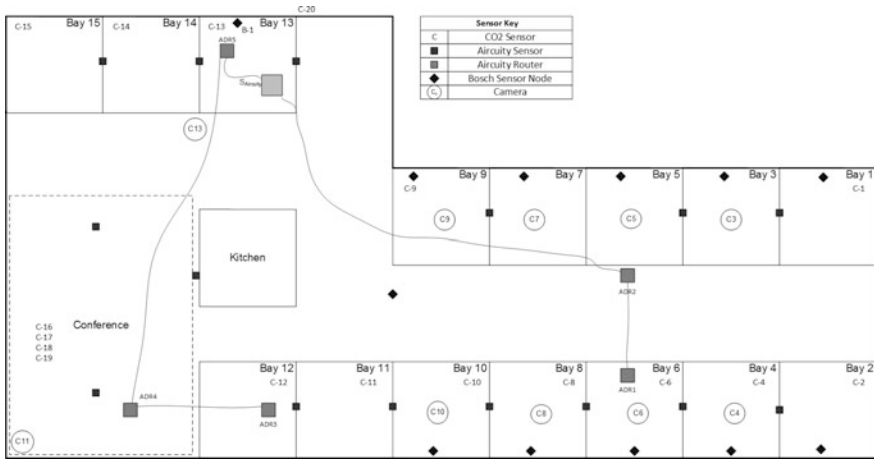 C-20
C-15 Bay 15 C-14 Bay 14 C-13 B-1 Bay 13
Sensor Key
C CO2 Sensor
Aircuity Sensor
Aircuity Router
Bosch Sensor Node
Camera
ADR5
C13
Bay 9 Bay 7 Bay 5 Bay 3 Bay 1
C-9 C-1
C9 C7 C5 C3
Kitchen
ADR2
Conference
C-16
C-17
C-18
C-19
Bay 12 Bay 11 Bay 10 Bay 8 Bay 6 Bay 4 Bay 2
C-12 C-11 C-10 C-8 ADR1 C-6 C-4 C-2
ADR4
ADR3
C10 C8 C6 C4
C11